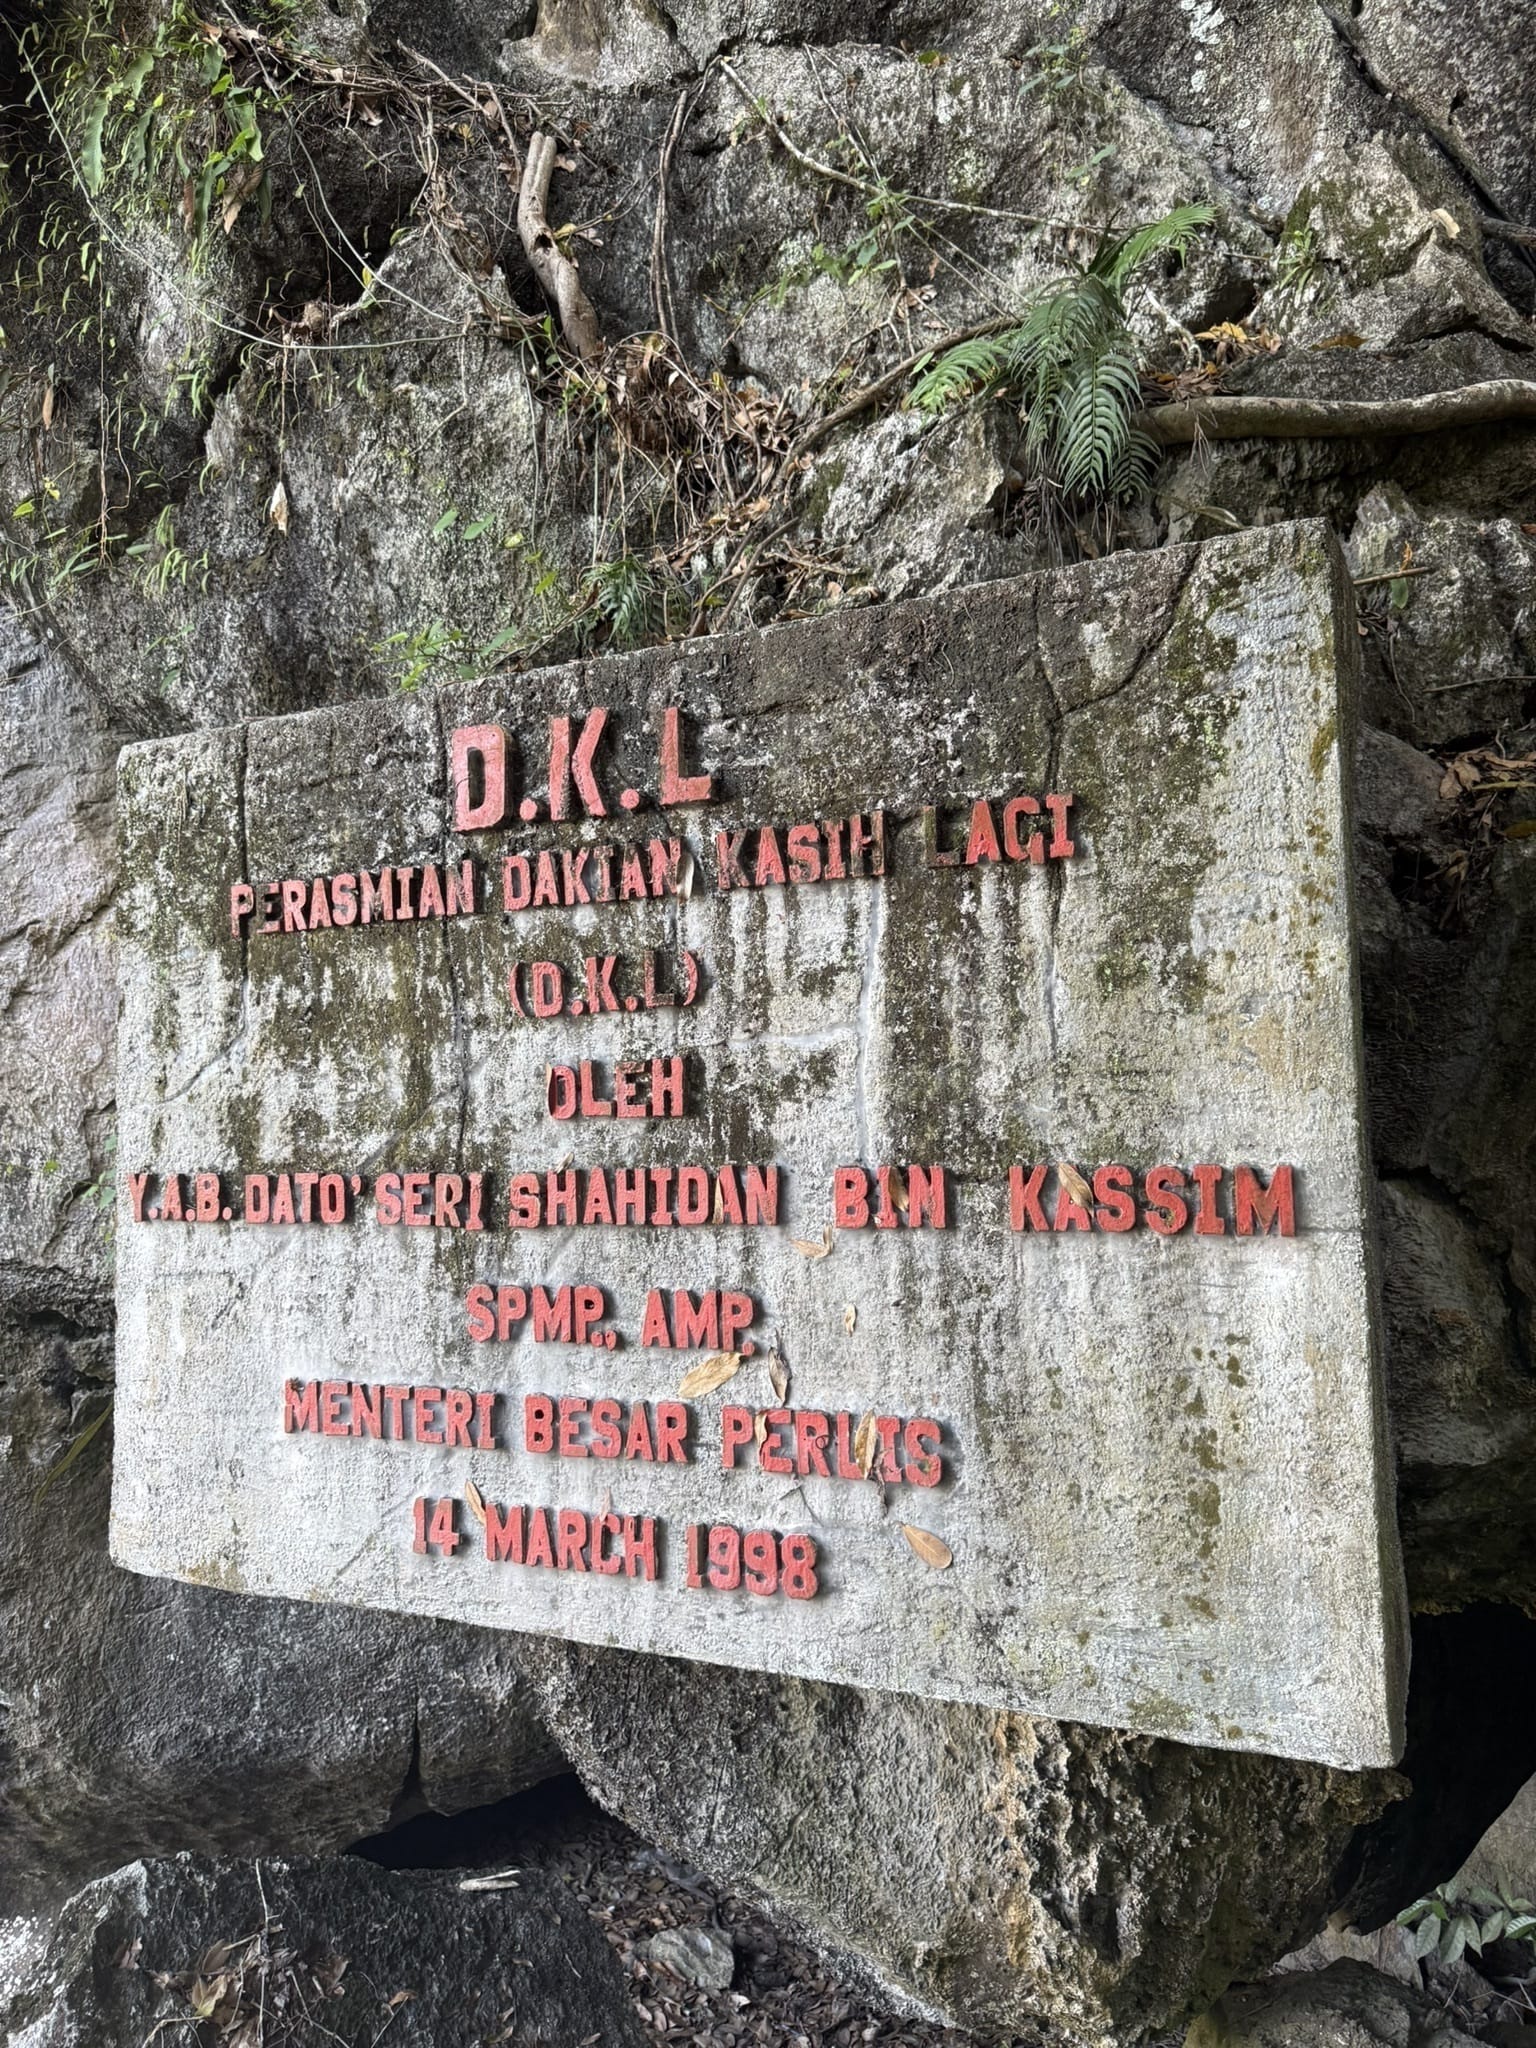 D.K.L
PERASMIAN DAKIAN KASIH LAGI
(D.K.L)
OLEH
Y.A.B. DATO' SERI SHAHIDAN BIN KASSIM
SPMP., AMP.
MENTERI BESAR PERLIS
14 MARCH 1998